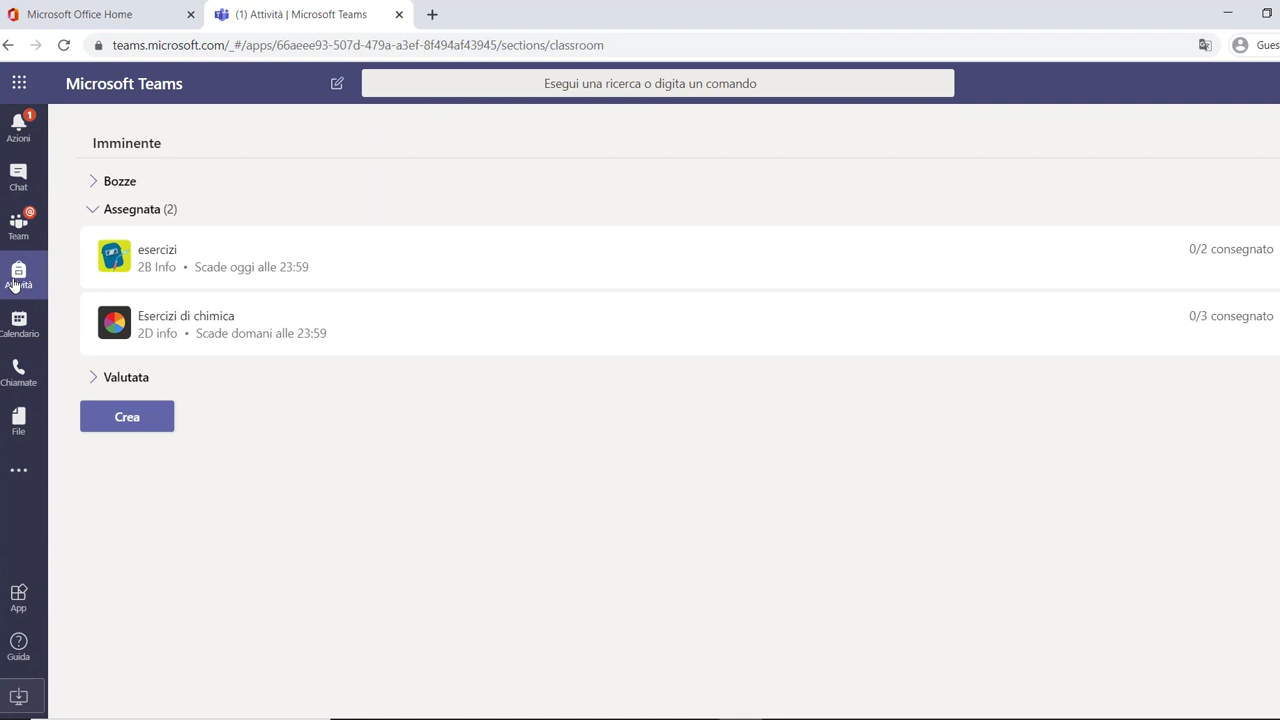 Microsoft Office Home
(1) Attività | Microsoft Teams
teams.microsoft.com/_#/apps/66aeee93-507d-479a-a3ef-8f494af43945/sections/classroom
Gues
Microsoft Teams
Esegui una ricerca o digita un comando
1
Azioni
Chat
Team
Attività
Calendario
Chiamate
File
App
Guida
Imminente
Bozze
Assegnata (2)
esercizi
0/2 consegnato
2B Info • Scade oggi alle 23:59
Esercizi di chimica
0/3 consegnato
2D info • Scade domani alle 23:59
Valutata
Crea